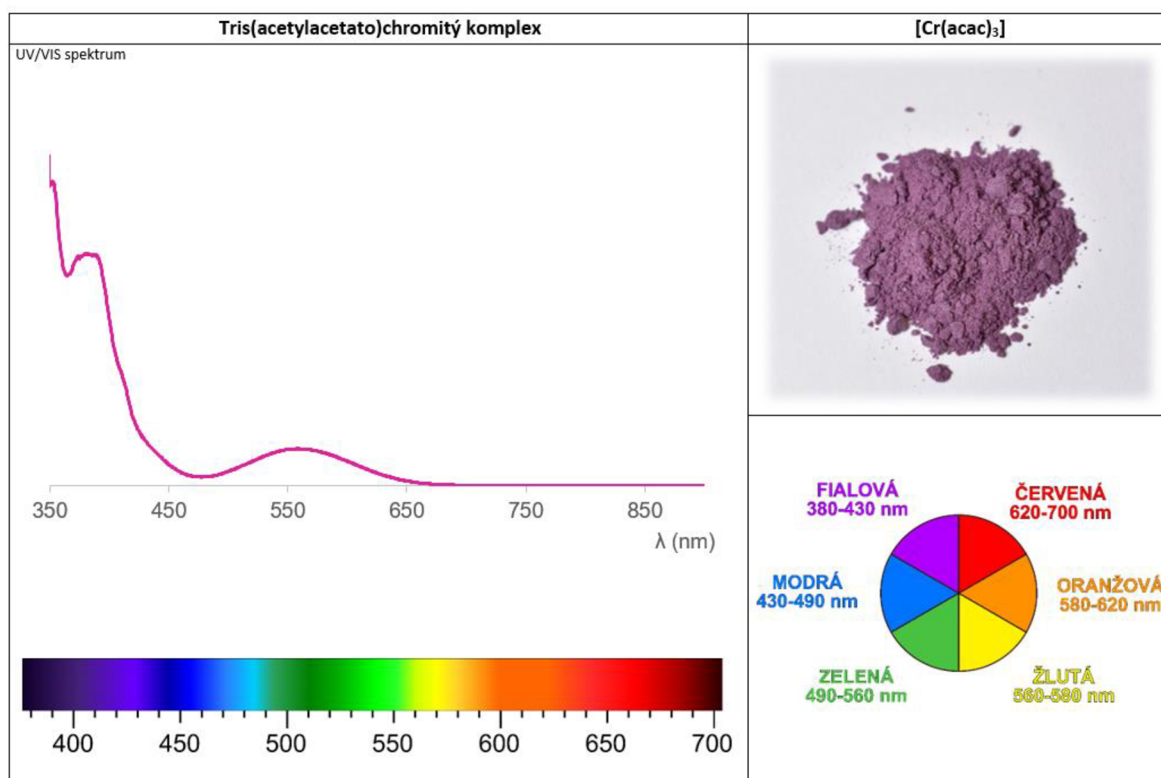 Tris(acetylacetato)chromitý komplex
[Cr(acac)₃]
UV/VIS spektrum
350 450 550 650 750 850
λ (nm)
400 450 500 550 600 650 700
FIALOVÁ
380-430 nm
ČERVENÁ
620-700 nm
MODRÁ
430-490 nm
ORANŽOVÁ
580-620 nm
ZELENÁ
490-560 nm
ŽLUTÁ
560-580 nm